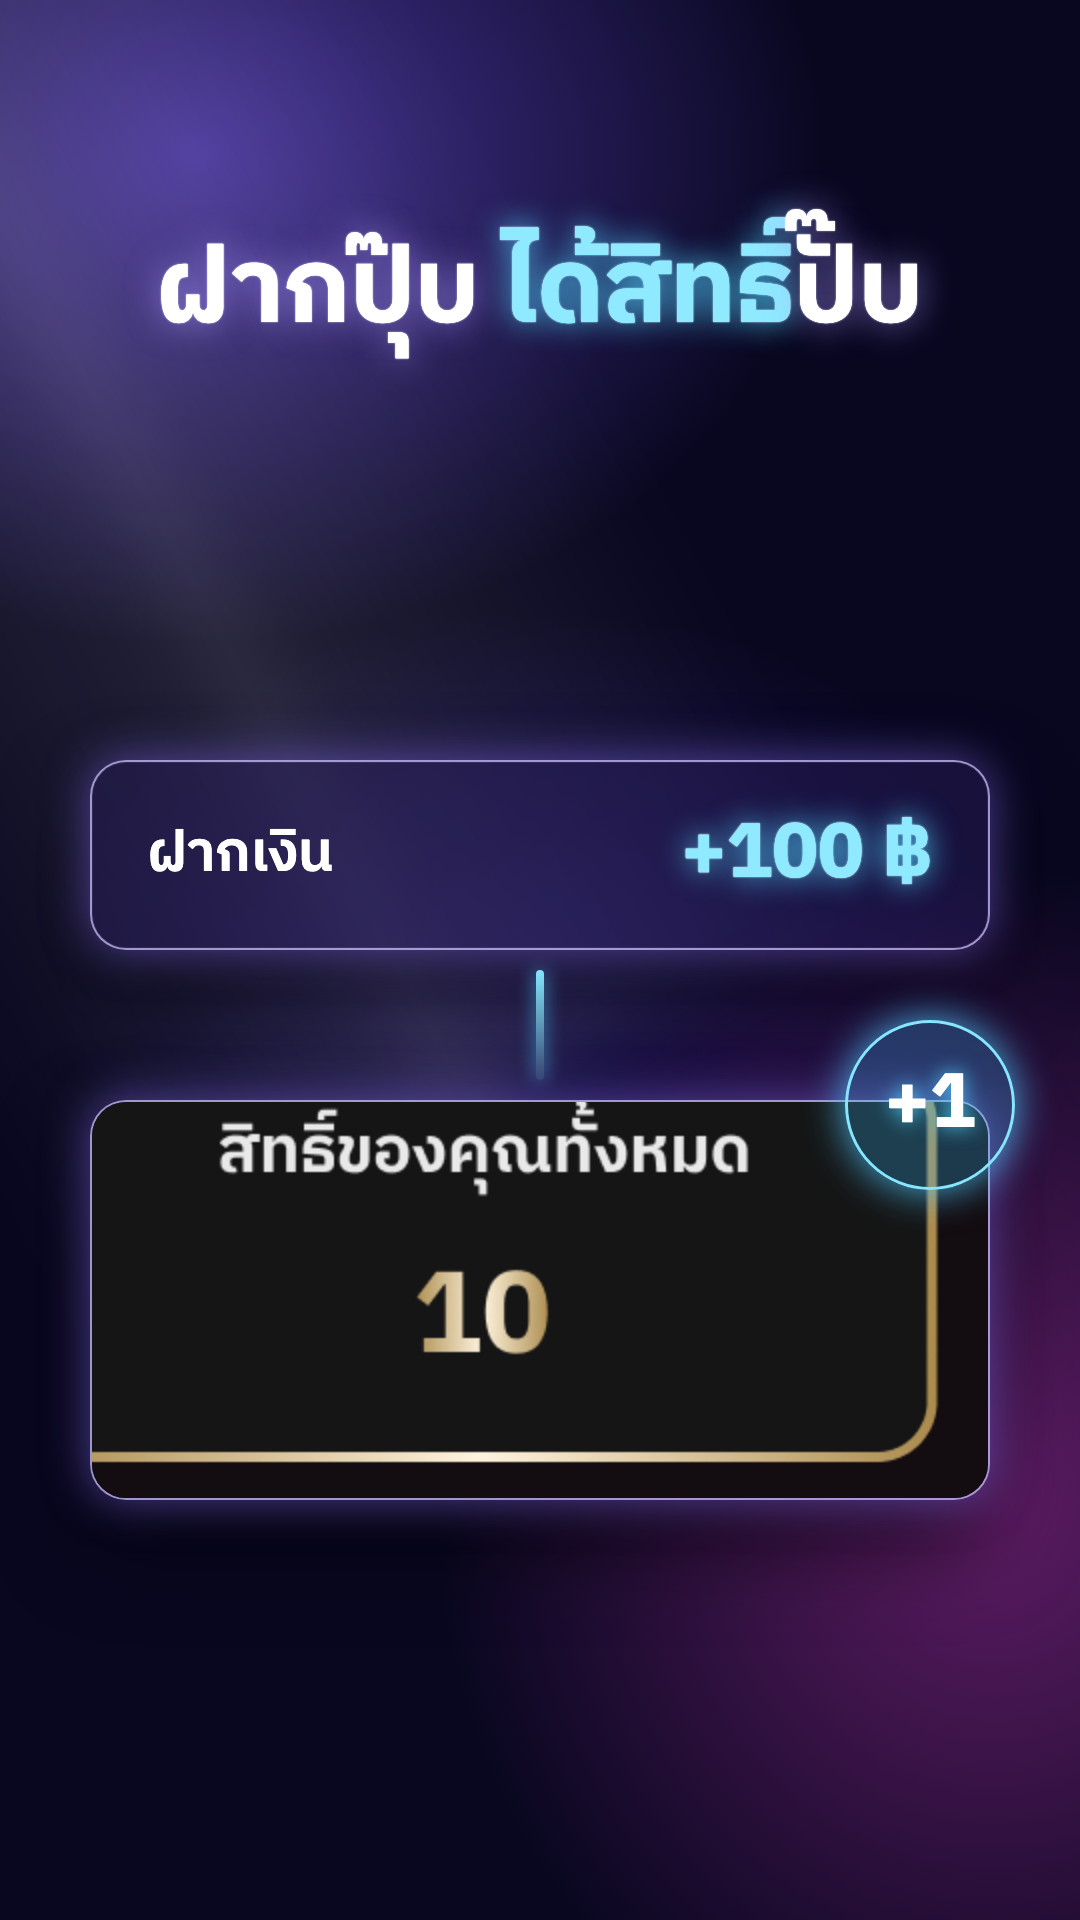 ฝากปุ๊บ ได้สิทธิ์ปั๊บ
ฝากเงิน +100 ฿
+1
สิทธิ์ของคุณทั้งหมด
10